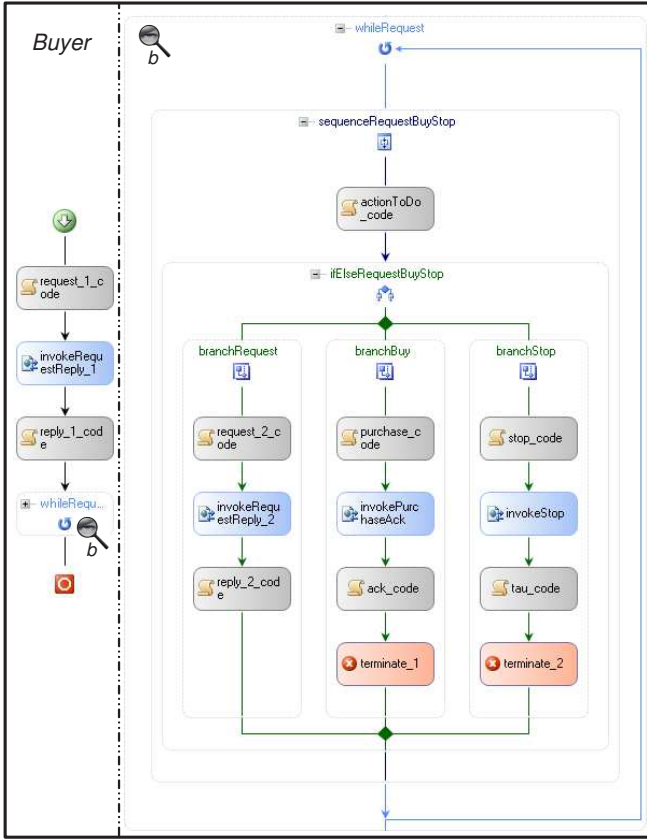 Buyer
request_1_c
ode
invokeRequ
estReply_1
reply_1_cod
e
whileRequ...
b
b
whileRequest
sequenceRequestBuyStop
actionToDo
_code
ifElseRequestBuyStop
branchRequest
branchBuy
branchStop
request_2_c
ode
purchase_c
ode
stop_code
invokeRequ
estReply_2
invokePurc
haseAck
invokeStop
reply_2_cod
e
ack_code
tau_code
terminate_1
terminate_2